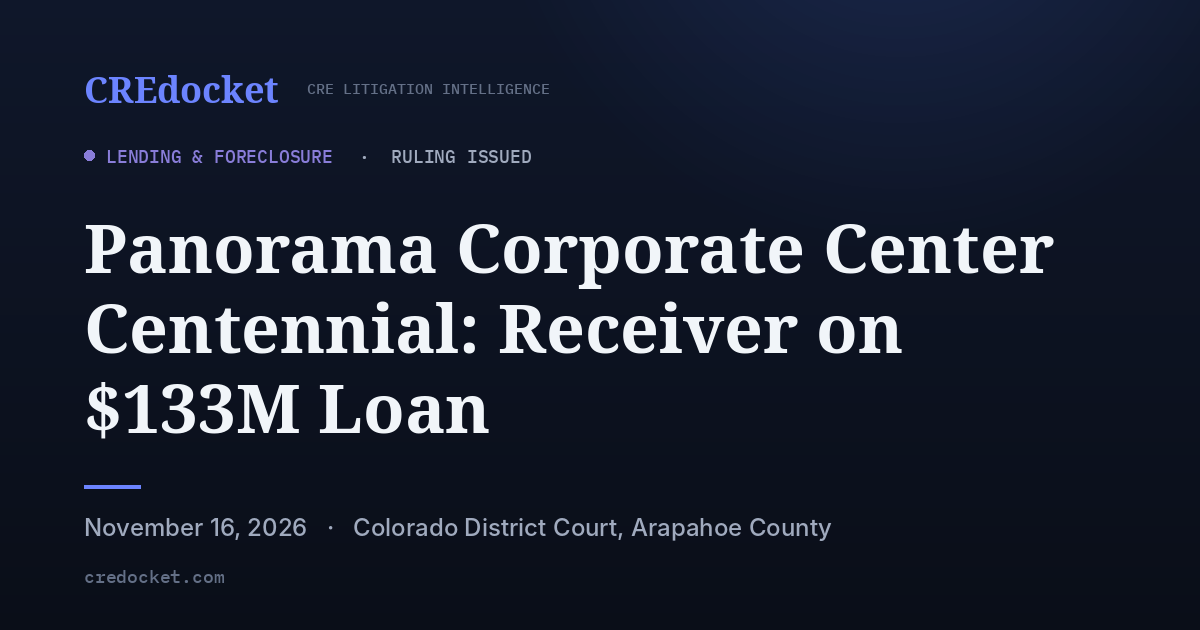 CREdocket CRE LITIGATION INTELLIGENCE
LENDING & FORECLOSURE · RULING ISSUED
Panorama Corporate Center
Centennial: Receiver on
$133M Loan
November 16, 2026 · Colorado District Court, Arapahoe County
credocket.com